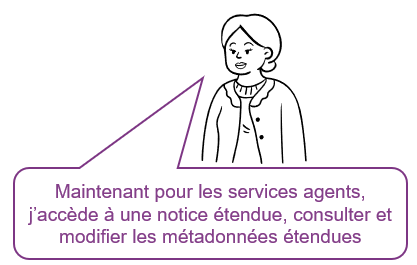 Maintenant pour les services agents,
j’accède à une notice étendue, consulter et
modifier les métadonnées étendues